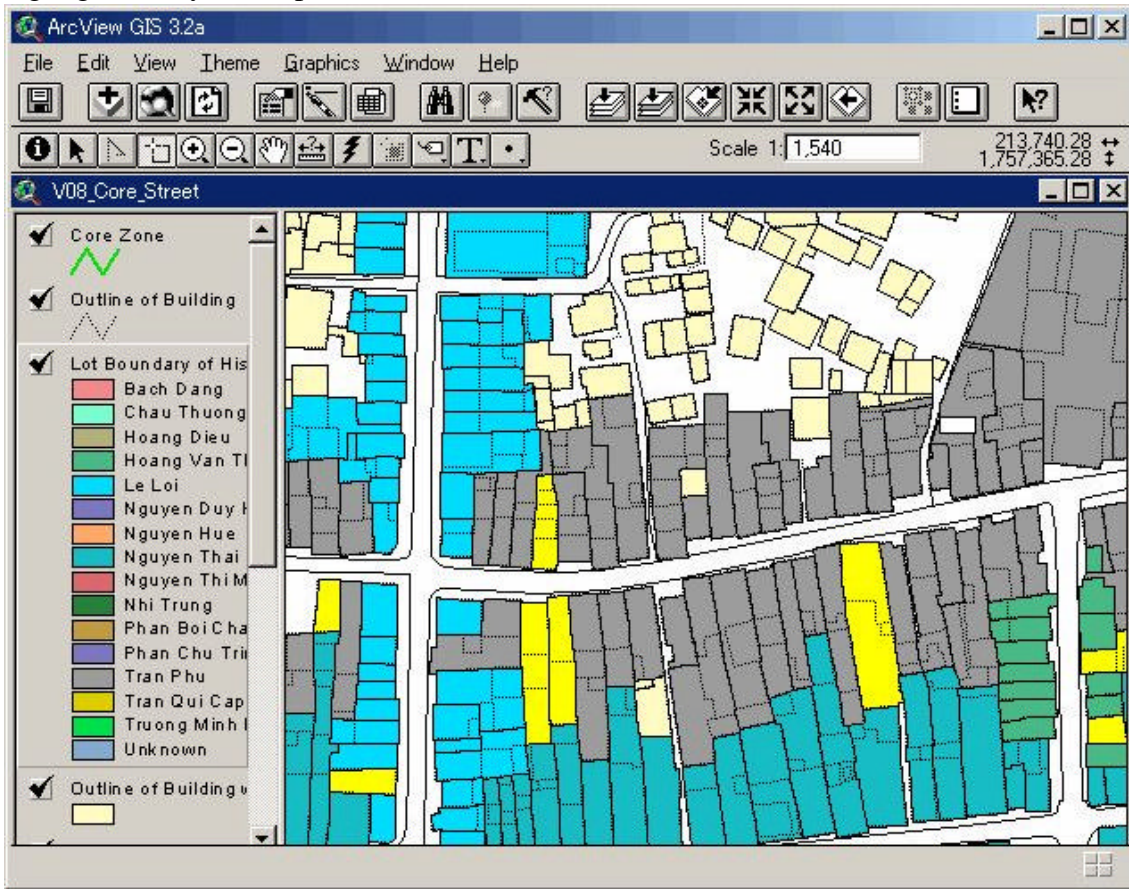 ArcView GIS 3.2a
File Edit View Theme Graphics Window Help
Scale 1: 1,540
213,740.28
1,757,365.28
V08_Core_Street
Core Zone
Outline of Building
Lot Boundary of His
Bach Dang
Chau Thuong
Hoang Dieu
Hoang Van Tl
Le Loi
Nguyen Duy H
Nguyen Hue
Nguyen Thai
Nguyen Thi M
Nhi Trung
Phan Boi Cha
Phan Chu Trin
Tran Phu
Tran Qui Cap
Truong Minh
Unknown
Outline of Building